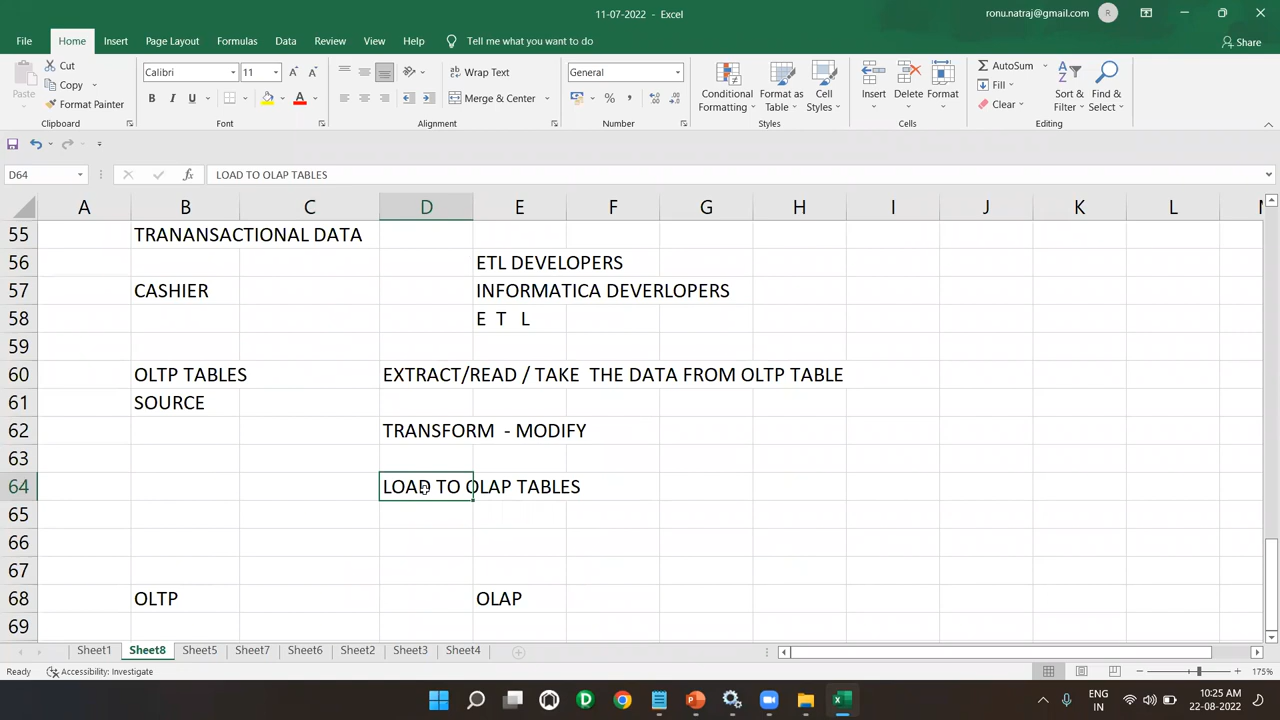 11-07-2022 - Excel
ronu.natraj@gmail.com R
File Home Insert Page Layout Formulas Data Review View Help Tell me what you want to do Share
Cut
Copy
Format Painter
Paste
Calibri 11
B I U
A A
Wrap Text
Merge & Center
General
%
Conditional Formatting
Format as Table
Cell Styles
Insert
Delete
Format
AutoSum
Fill
Clear
Sort & Filter
Find & Select
Clipboard Font Alignment Number Styles Cells Editing
D64 fx LOAD TO OLAP TABLES
A B C D E F G H I J K L
55 TRANANSACTIONAL DATA
56 ETL DEVELOPERS
57 CASHIER INFORMATICA DEVERLOPERS
58 E T L
59
60 OLTP TABLES EXTRACT/READ / TAKE THE DATA FROM OLTP TABLE
61 SOURCE
62 TRANSFORM - MODIFY
63
64 LOAD TO OLAP TABLES
65
66
67
68 OLTP OLAP
69
Sheet1 Sheet8 Sheet5 Sheet7 Sheet6 Sheet2 Sheet3 Sheet4
Ready Accessibility: Investigate 175%
ENG
IN
10:25 AM
22-08-2022